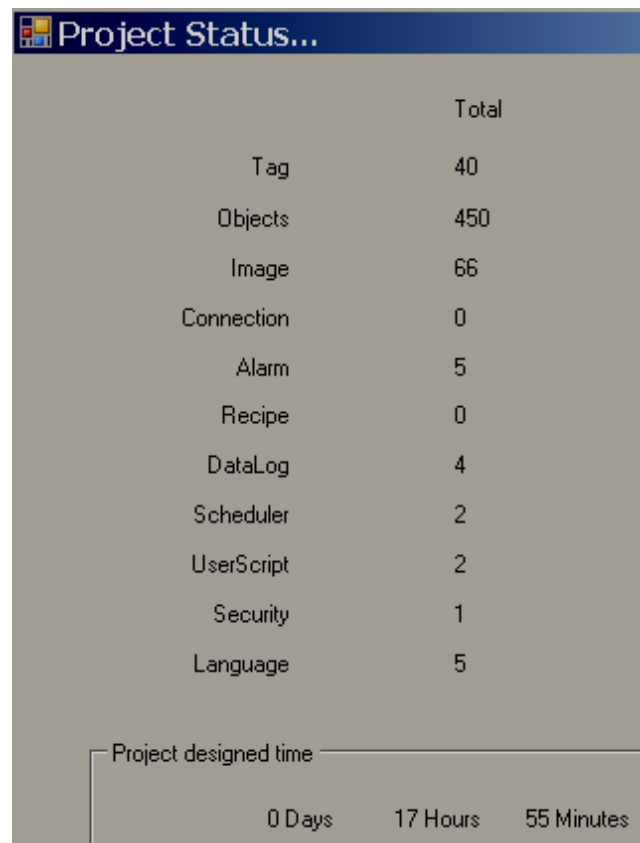 Project Status...
Total
Tag 40
Objects 450
Image 66
Connection 0
Alarm 5
Recipe 0
DataLog 4
Scheduler 2
UserScript 2
Security 1
Language 5
Project designed time
0 Days 17 Hours 55 Minutes